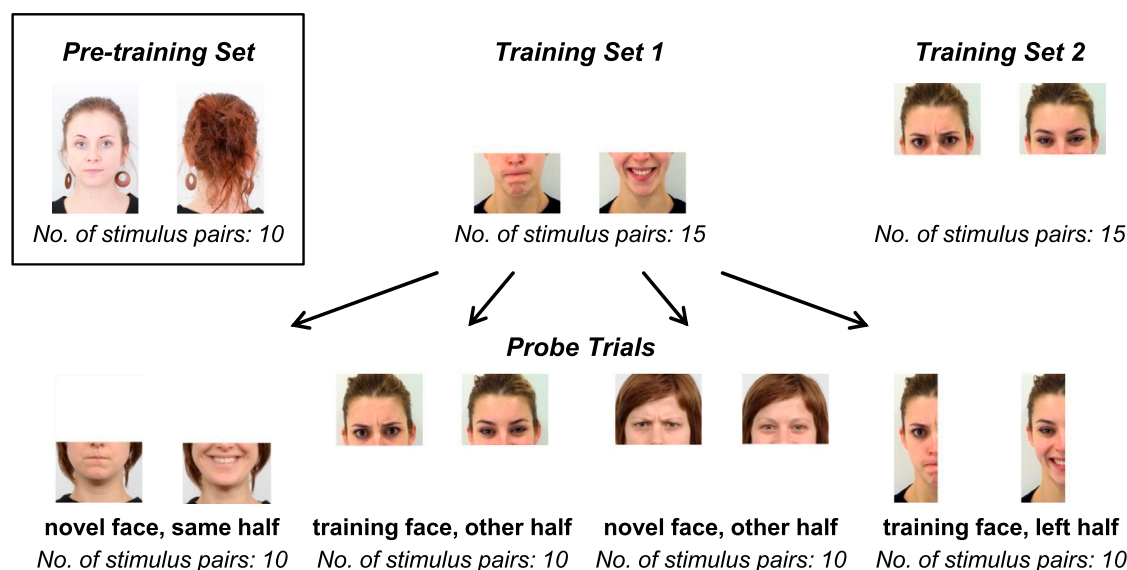 Pre-training Set
Training Set 1
Training Set 2
No. of stimulus pairs: 10
No. of stimulus pairs: 15
No. of stimulus pairs: 15
Probe Trials
novel face, same half
training face, other half
novel face, other half
training face, left half
No. of stimulus pairs: 10
No. of stimulus pairs: 10
No. of stimulus pairs: 10
No. of stimulus pairs: 10